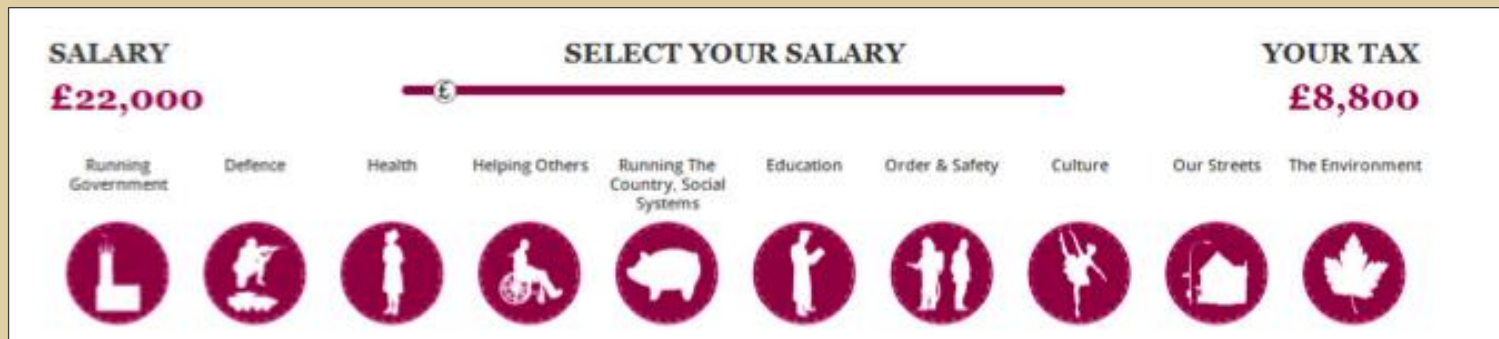 SALARY
SELECT YOUR SALARY
YOUR TAX
£22,000
£
£8,800
Running
Government
Defence
Health
Helping Others
Running The
Country, Social
Systems
Education
Order & Safety
Culture
Our Streets
The Environment